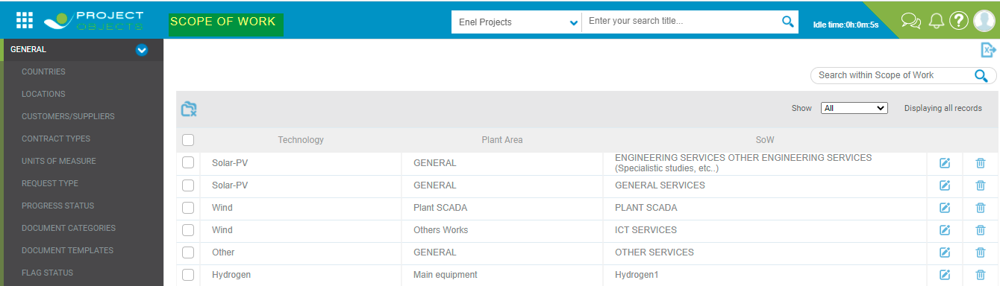 PROJECT
OBJECTS
SCOPE OF WORK
Enel Projects
Enter your search title...
Idle time:0h:0m:5s
?
GENERAL
COUNTRIES
LOCATIONS
CUSTOMERS/SUPPLIERS
CONTRACT TYPES
UNITS OF MEASURE
REQUEST TYPE
PROGRESS STATUS
DOCUMENT CATEGORIES
DOCUMENT TEMPLATES
FLAG STATUS
X
Search within Scope of Work
Show All Displaying all records
Technology Plant Area SoW
Solar-PV GENERAL ENGINEERING SERVICES OTHER ENGINEERING SERVICES
(Specialistic studies, etc..)
Solar-PV GENERAL GENERAL SERVICES
Wind Plant SCADA PLANT SCADA
Wind Others Works ICT SERVICES
Other GENERAL OTHER SERVICES
Hydrogen Main equipment Hydrogen1